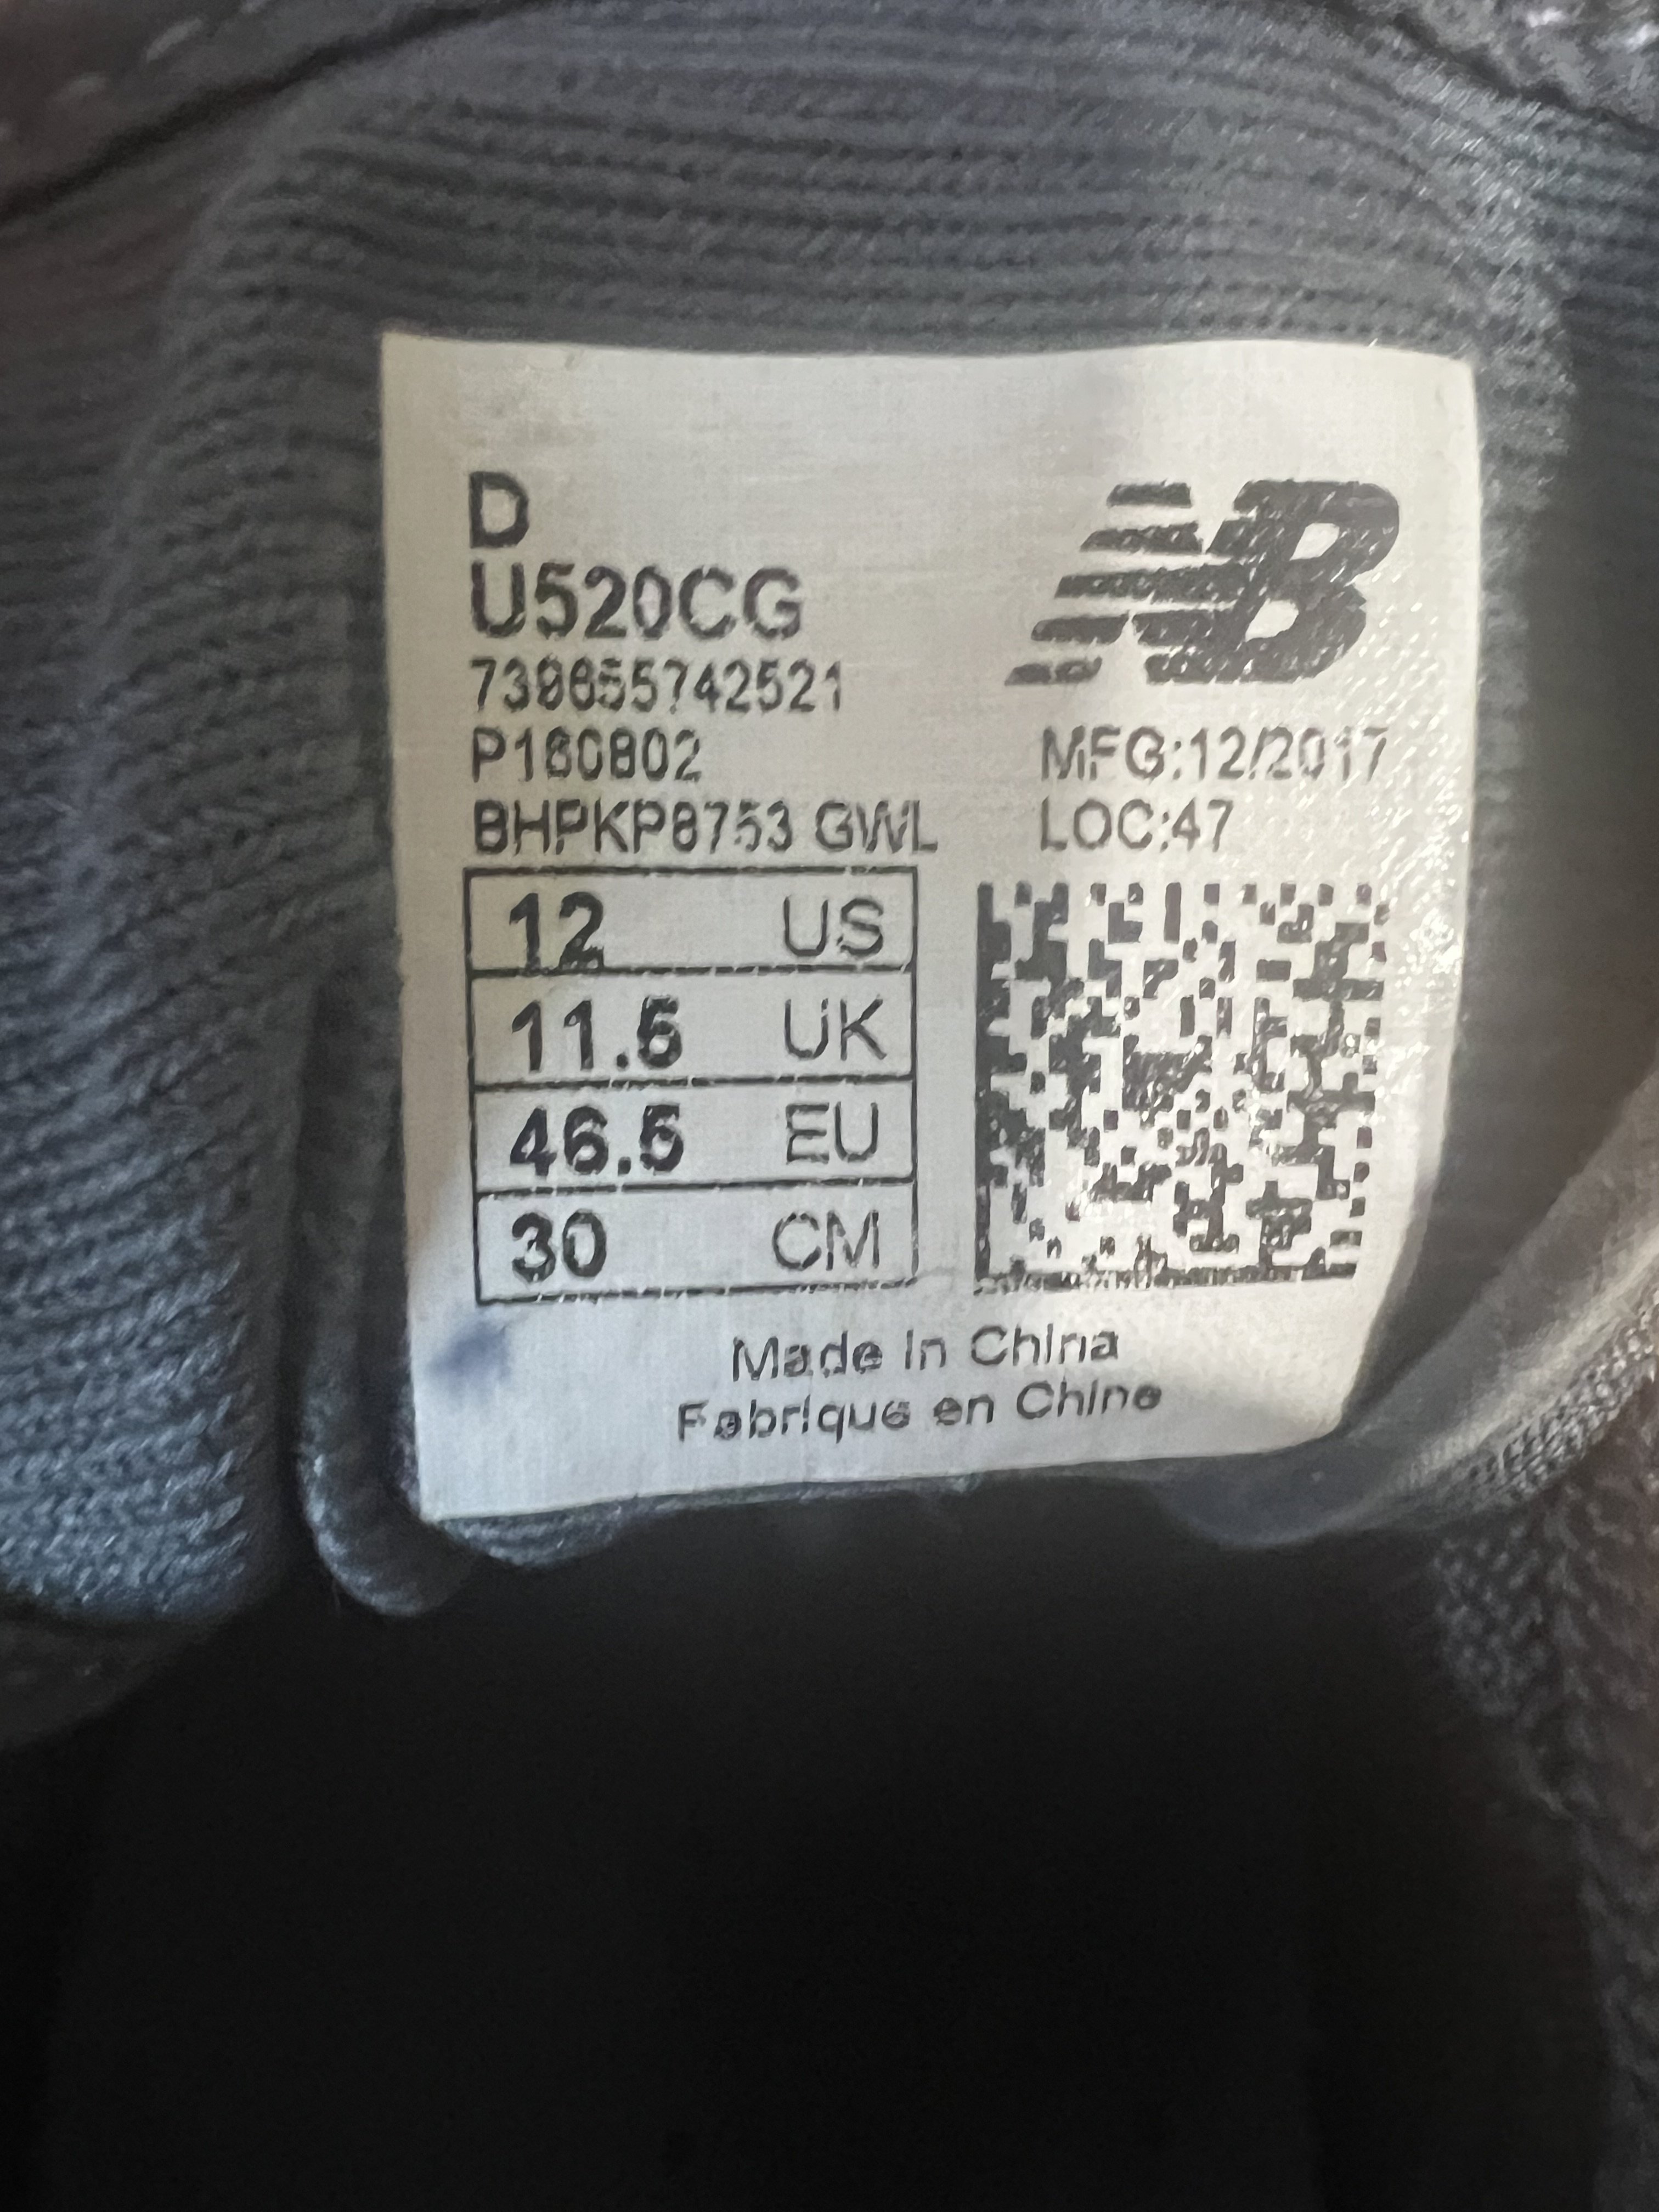 D
U520CG
NB
739655742521
P180802
MFG:12/2017
BHPKP8753 GWL
LOC:47
12 US
11.5 UK
46.5 EU
30 CM
Made in China
Fabrique en Chine